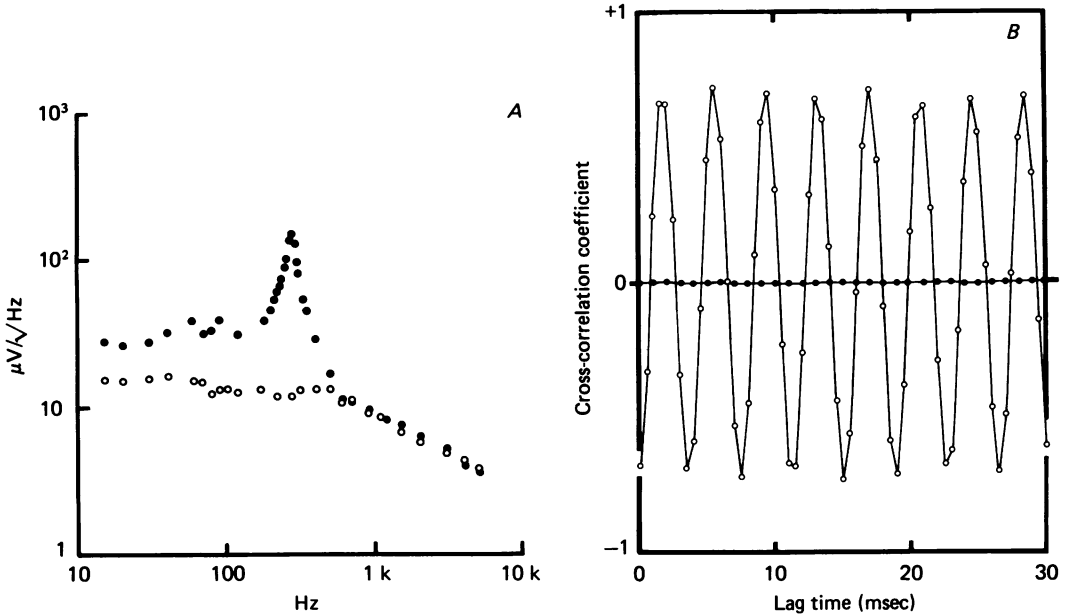 A
10³
10²
10
1
µV/√/Hz
10
100
1 k
10 k
Hz
B
+1
0
−1
Cross-correlation coefficient
0
10
20
30
Lag time (msec)